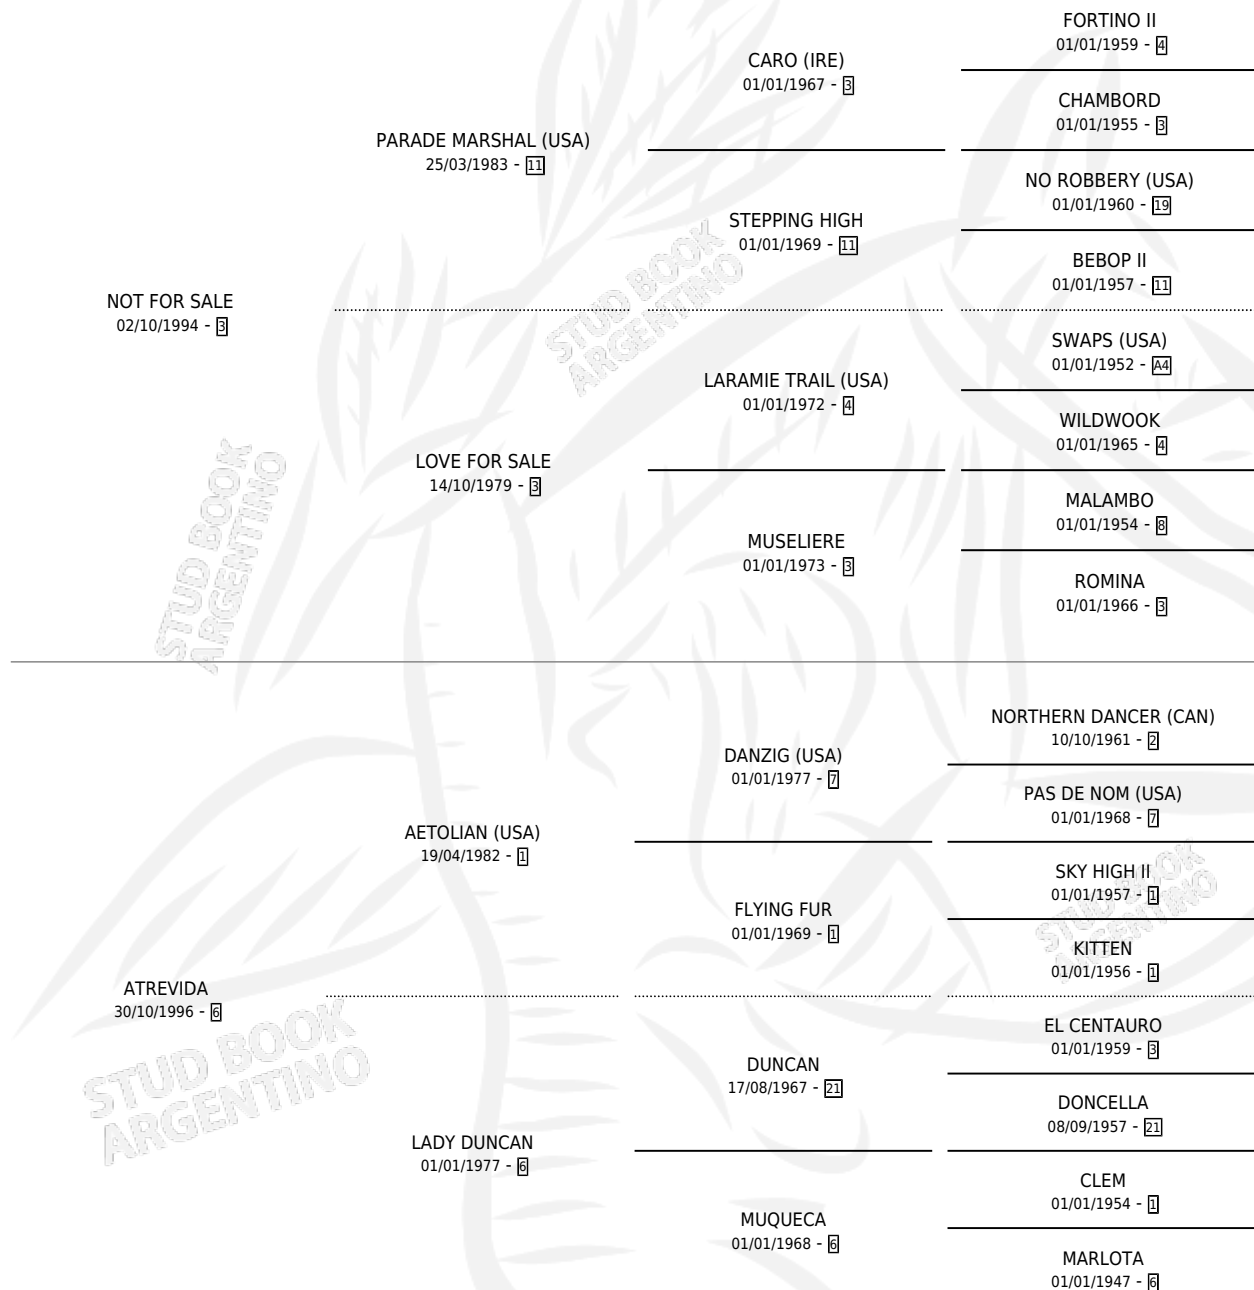 FORTINO II
01/01/1959 - 4
CARO (IRE)
01/01/1967 - 3
CHAMBORD
01/01/1955 - 3
PARADE MARSHAL (USA)
25/03/1983 - 11
NO ROBBERY (USA)
01/01/1960 - 19
STEPPING HIGH
01/01/1969 - 11
BEBOP II
01/01/1957 - 11
NOT FOR SALE
02/10/1994 - 3
SWAPS (USA)
01/01/1952 - A4
LARAMIE TRAIL (USA)
01/01/1972 - 4
WILDWOOK
01/01/1965 - 4
LOVE FOR SALE
14/10/1979 - 3
MALAMBO
01/01/1954 - 8
MUSELIERE
01/01/1973 - 3
ROMINA
01/01/1966 - 3
STUD BOOK
ARGENTINO
STUD BOOK
ARGENTINO
NORTHERN DANCER (CAN)
10/10/1961 - 2
DANZIG (USA)
01/01/1977 - 7
PAS DE NOM (USA)
01/01/1968 - 7
AETOLIAN (USA)
19/04/1982 - 1
SKY HIGH II
01/01/1957 - 1
FLYING FUR
01/01/1969 - 1
KITTEN
01/01/1956 - 1
STUD BOOK
ARGENTINO
ATREVIDA
30/10/1996 - 6
EL CENTAURO
01/01/1959 - 3
DUNCAN
17/08/1967 - 21
DONCELLA
08/09/1957 - 21
LADY DUNCAN
01/01/1977 - 6
CLEM
01/01/1954 - 1
MUQUECA
01/01/1968 - 6
MARLOTA
01/01/1947 - 6
STUD BOOK
ARGENTINO